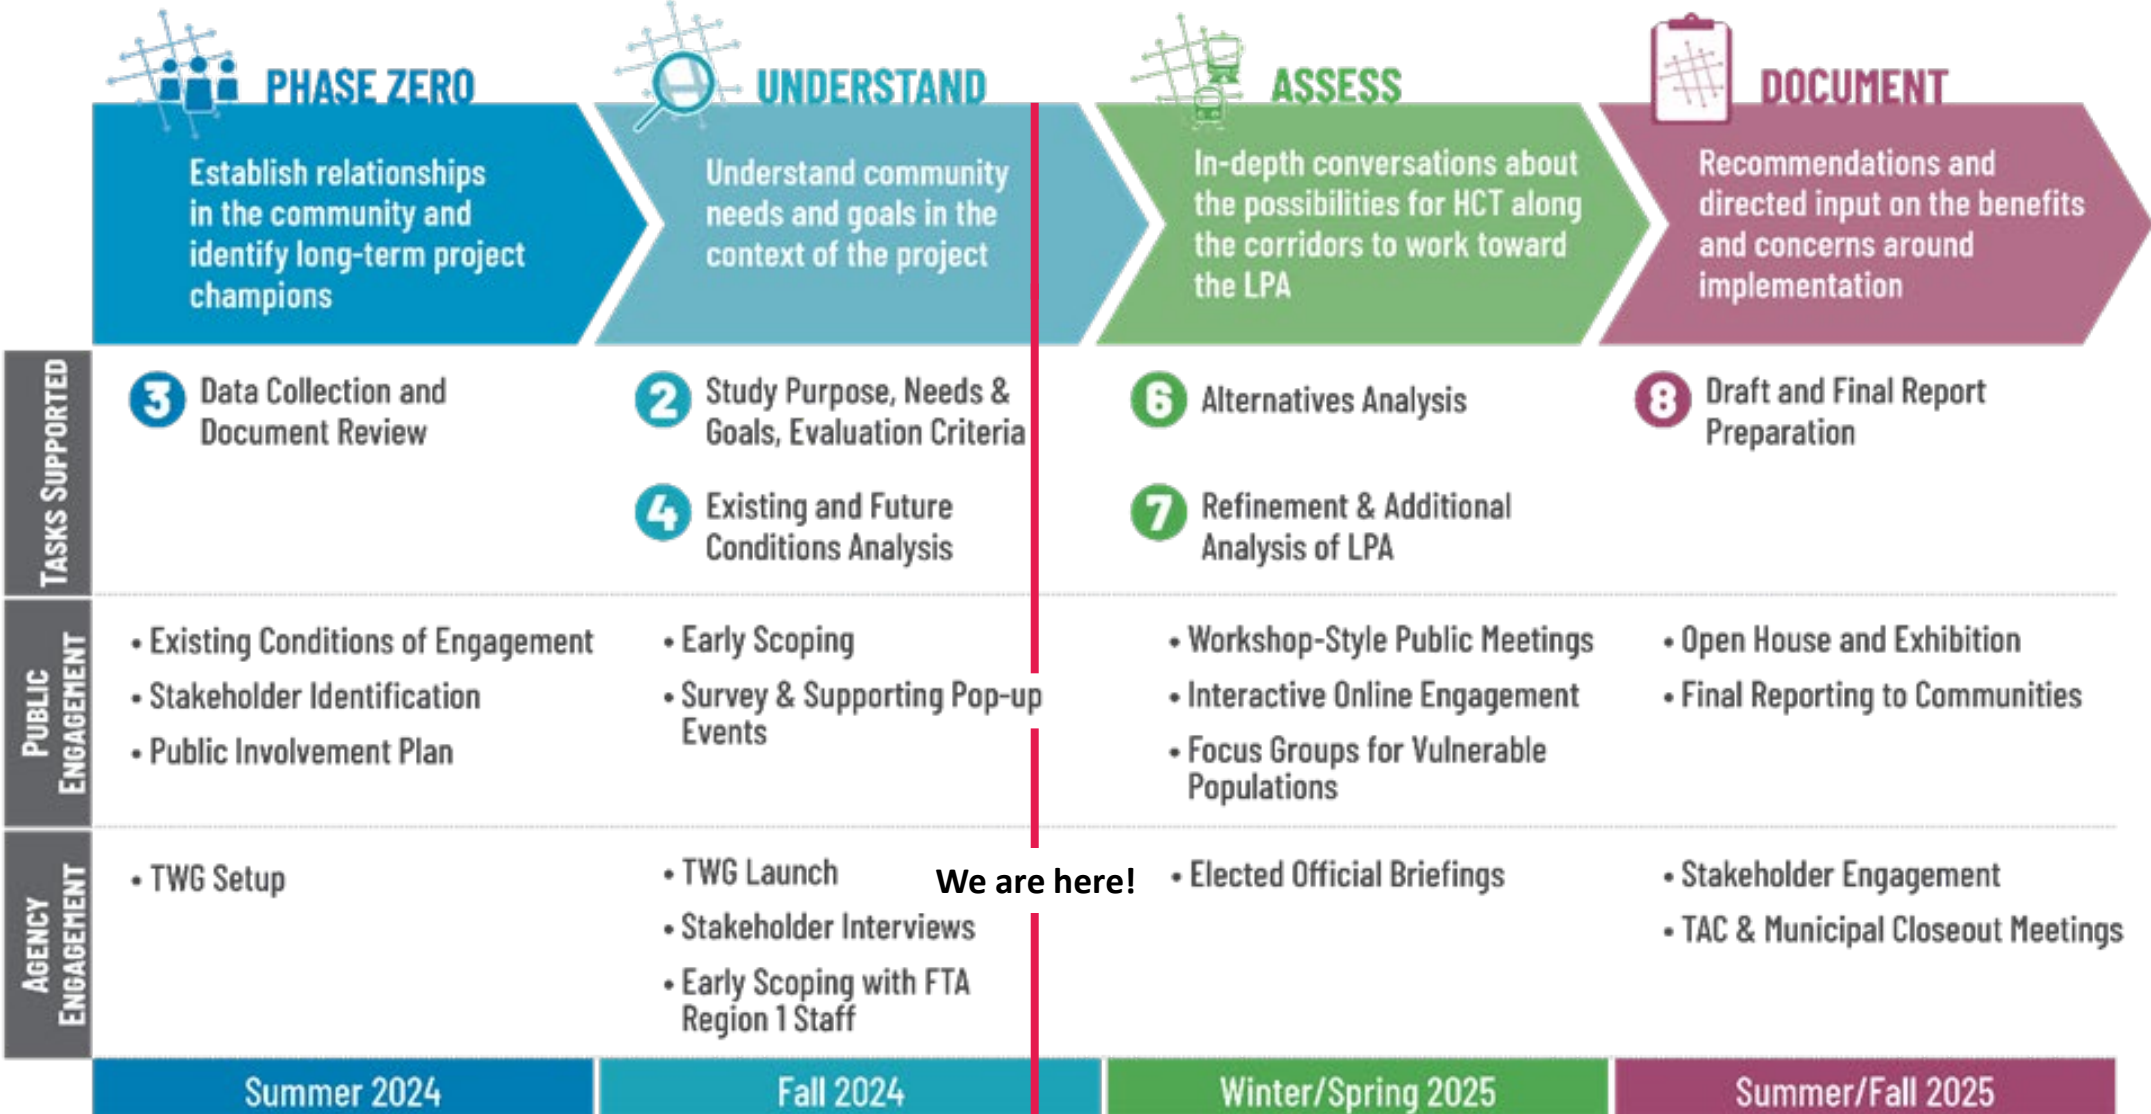 PHASE ZERO
UNDERSTAND
ASSESS
DOCUMENT
Establish relationships
in the community and
identify long-term project
champions
Understand community
needs and goals in the
context of the project
In-depth conversations about
the possibilities for HCT along
the corridors to work toward
the LPA
Recommendations and
directed input on the benefits
and concerns around
implementation
TASKS SUPPORTED
3 Data Collection and
Document Review
2 Study Purpose, Needs &
Goals, Evaluation Criteria
4 Existing and Future
Conditions Analysis
6 Alternatives Analysis
7 Refinement & Additional
Analysis of LPA
8 Draft and Final Report
Preparation
PUBLIC
ENGAGEMENT
• Existing Conditions of Engagement
• Stakeholder Identification
• Public Involvement Plan
• Early Scoping
• Survey & Supporting Pop-up
Events
• Workshop-Style Public Meetings
• Interactive Online Engagement
• Focus Groups for Vulnerable
Populations
• Open House and Exhibition
• Final Reporting to Communities
AGENCY
ENGAGEMENT
• TWG Setup
• TWG Launch
• Stakeholder Interviews
• Early Scoping with FTA
Region 1 Staff
We are here!
• Elected Official Briefings
• Stakeholder Engagement
• TAC & Municipal Closeout Meetings
Summer 2024
Fall 2024
Winter/Spring 2025
Summer/Fall 2025